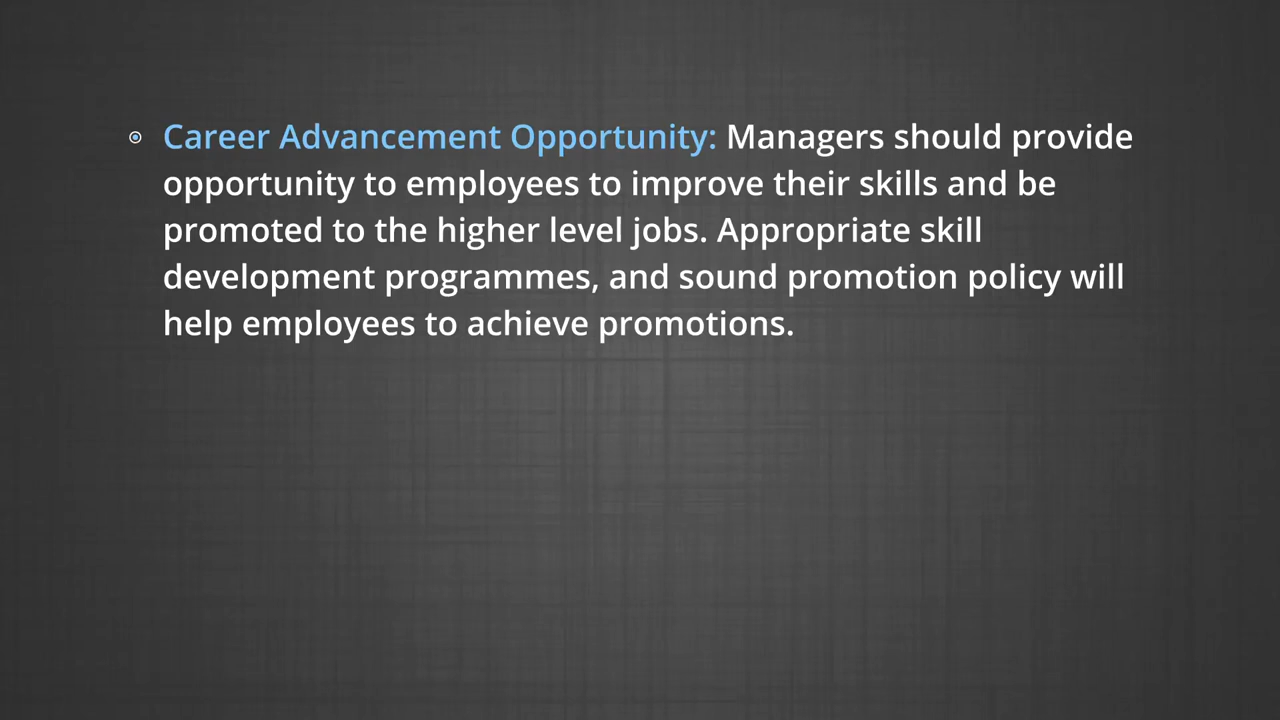 Career Advancement Opportunity: Managers should provide
opportunity to employees to improve their skills and be
promoted to the higher level jobs. Appropriate skill
development programmes, and sound promotion policy will
help employees to achieve promotions.